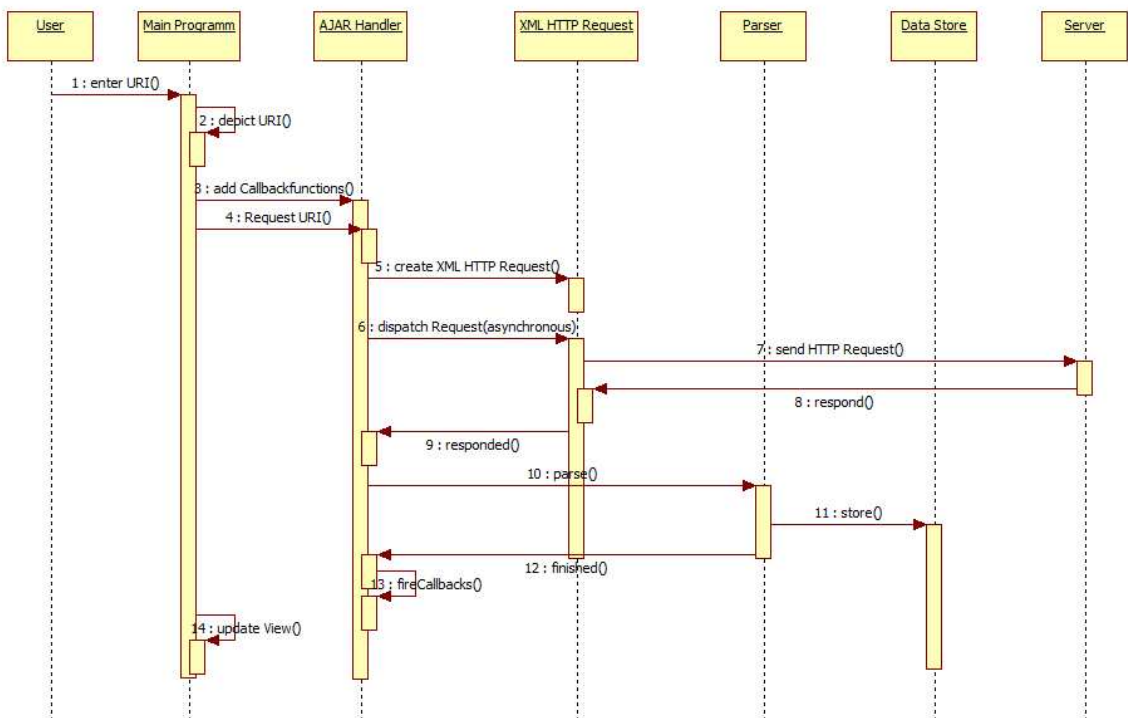 User
Main Programm
AJAR Handler
XML HTTP Request
Parser
Data Store
Server
1 : enter URI()
2 : depict URI()
3 : add Callbackfunctions()
4 : Request URI()
5 : create XML HTTP Request()
6 : dispatch Request(asynchronous)
7 : send HTTP Request()
8 : respond()
9 : responded()
10 : parse()
11 : store()
12 : finished()
13 : fireCallbacks()
14 : update View()